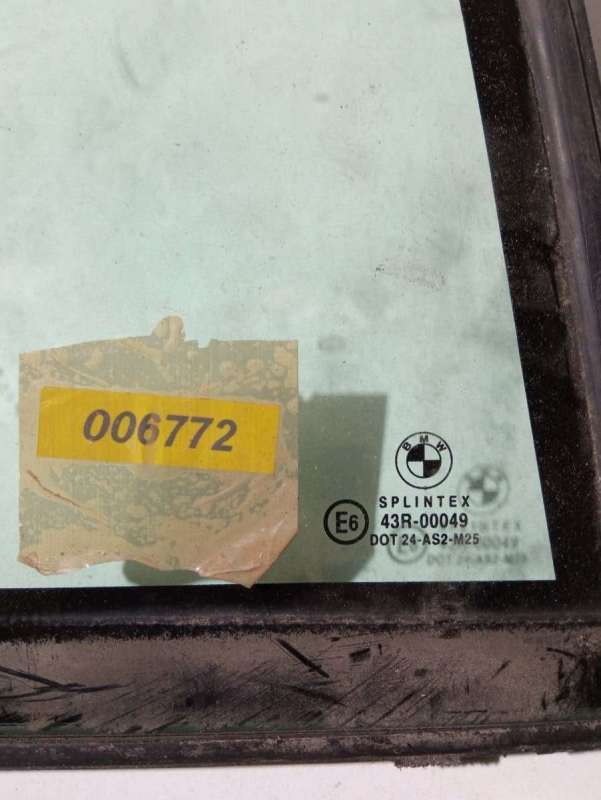 006772
BMW
SPLINTEX
E6 43R-00049
DOT 24-AS2-M25